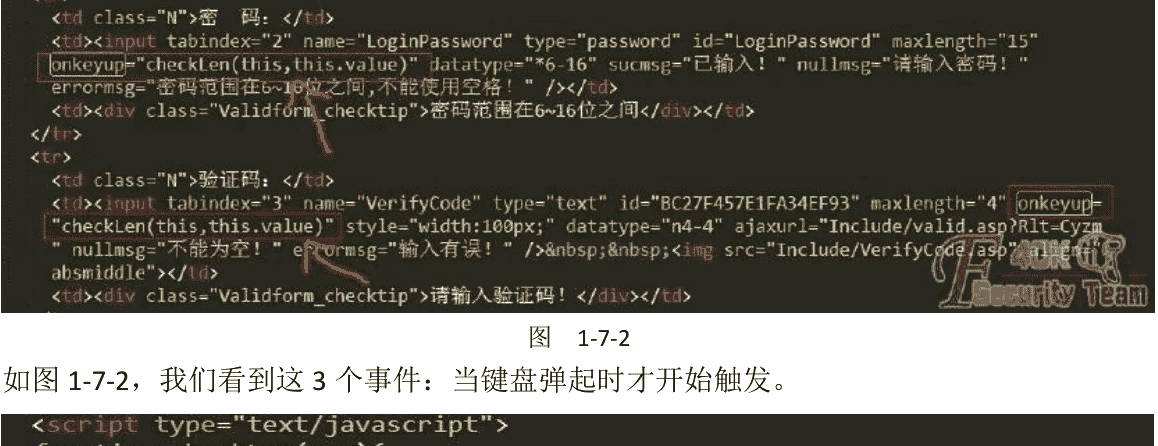 <td class="N">密　码：</td>
<td><input tabindex="2" name="LoginPassword" type="password" id="LoginPassword" maxlength="15"
onkeyup="checkLen(this,this.value)" datatype="*6-16" sucmsg="已输入！" nullmsg="请输入密码！"
errormsg="密码范围在6~16位之间,不能使用空格！" /></td>
<td><div class="Validform_checktip">密码范围在6~16位之间</div></td>
</tr>
<tr>
<td class="N">验证码：</td>
<td><input tabindex="3" name="VerifyCode" type="text" id="BC27F457E1FA34EF93" maxlength="4" onkeyup=
"checkLen(this,this.value)" style="width:100px;" datatype="n4-4" ajaxurl="Include/valid.asp?Rlt=Cyzm
" nullmsg="不能为空！" errormsg="输入有误！" />&nbsp;&nbsp;<img src="Include/VerifyCode.asp" align="
absmiddle"></td>
<td><div class="Validform_checktip">请输入验证码！</div></td>
Security Team
图 1-7-2
如图 1-7-2，我们看到这 3 个事件：当键盘弹起时才开始触发。
<script type="text/javascript">